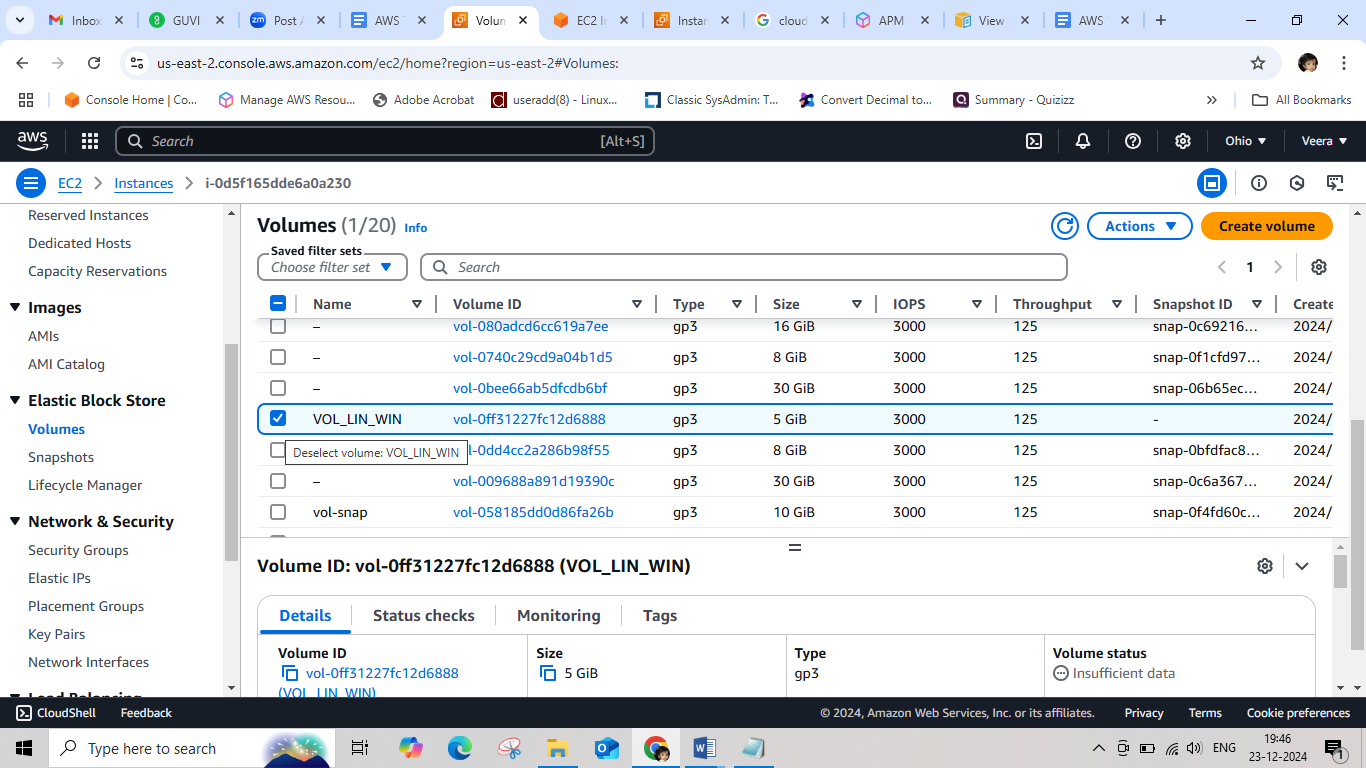 Inbox
GUVI
Post
AWS
Volum
EC2 In
Instan
cloud
APM
View
AWS
us-east-2.console.aws.amazon.com/ec2/home?region=us-east-2#Volumes:
Console Home | Co...
Manage AWS Resou...
Adobe Acrobat
useradd(8) - Linux...
Classic SysAdmin: T...
Convert Decimal to...
Summary - Quizizz
All Bookmarks
aws
Search
[Alt+S]
Ohio
Veera
EC2
Instances
i-0d5f165dde6a0a230
Reserved Instances
Dedicated Hosts
Capacity Reservations
Images
AMIs
AMI Catalog
Elastic Block Store
Volumes
Snapshots
Lifecycle Manager
Network & Security
Security Groups
Elastic IPs
Placement Groups
Key Pairs
Network Interfaces
Load Balancing
Volumes (1/20) Info
Actions
Create volume
Saved filter sets
Choose filter set
Search
1
Name Volume ID Type Size IOPS Throughput Snapshot ID Create
– vol-080adcd6cc619a7ee gp3 16 GiB 3000 125 snap-0c69216... 2024/
– vol-0740c29cd9a04b1d5 gp3 8 GiB 3000 125 snap-0f1cfd97... 2024/
– vol-0bee66ab5dfcdb6bf gp3 30 GiB 3000 125 snap-06b65ec... 2024/
VOL_LIN_WIN vol-0ff31227fc12d6888 gp3 5 GiB 3000 125 - 2024/
Deselect volume: VOL_LIN_WIN
l-0dd4cc2a286b98f55 gp3 8 GiB 3000 125 snap-0bfdfac8... 2024/
– vol-009688a891d19390c gp3 30 GiB 3000 125 snap-0c6a367... 2024/
vol-snap vol-058185dd0d86fa26b gp3 10 GiB 3000 125 snap-0f4fd60c... 2024/
Volume ID: vol-0ff31227fc12d6888 (VOL_LIN_WIN)
Details Status checks Monitoring Tags
Volume ID
vol-0ff31227fc12d6888
(VOL_LIN_WIN)
Size
5 GiB
Type
gp3
Volume status
Insufficient data
CloudShell Feedback
© 2024, Amazon Web Services, Inc. or its affiliates. Privacy Terms Cookie preferences
Type here to search
ENG
19:46
23-12-2024
1